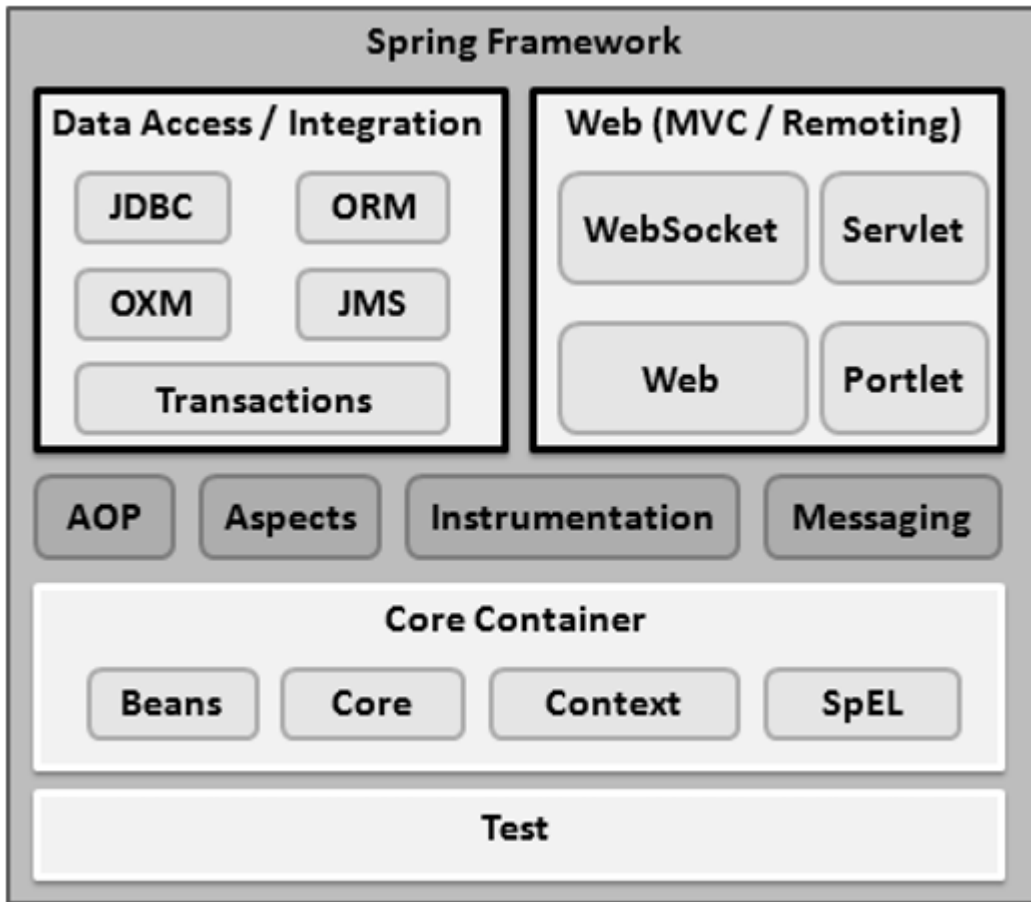 Spring Framework
Data Access / Integration
JDBC
ORM
OXM
JMS
Transactions
Web (MVC / Remoting)
WebSocket
Servlet
Web
Portlet
AOP
Aspects
Instrumentation
Messaging
Core Container
Beans
Core
Context
SpEL
Test